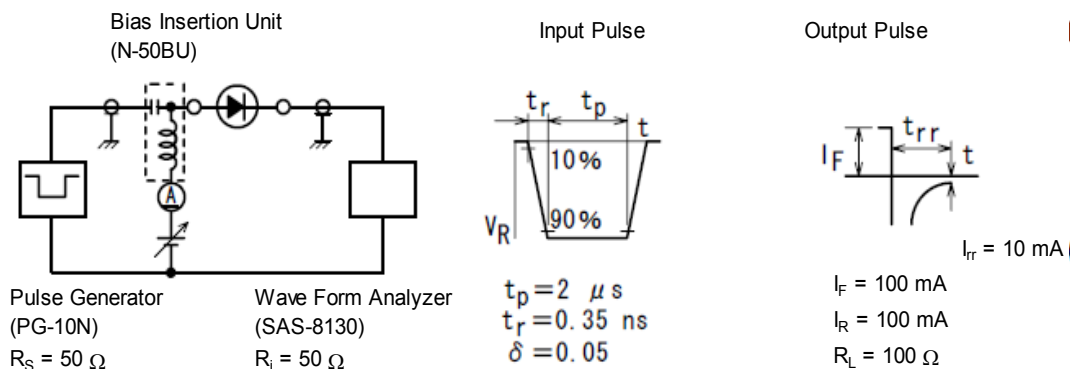 Bias Insertion Unit
(N-50BU)
A
Pulse Generator
(PG-10N)
R_S = 50 Ω
Wave Form Analyzer
(SAS-8130)
R_i = 50 Ω
Input Pulse
t_r t_p
t
10%
90%
V_R
t_p=2 μs
t_r=0.35 ns
δ=0.05
Output Pulse
t_rr
t
I_F
I_rr = 10 mA
I_F = 100 mA
I_R = 100 mA
R_L = 100 Ω